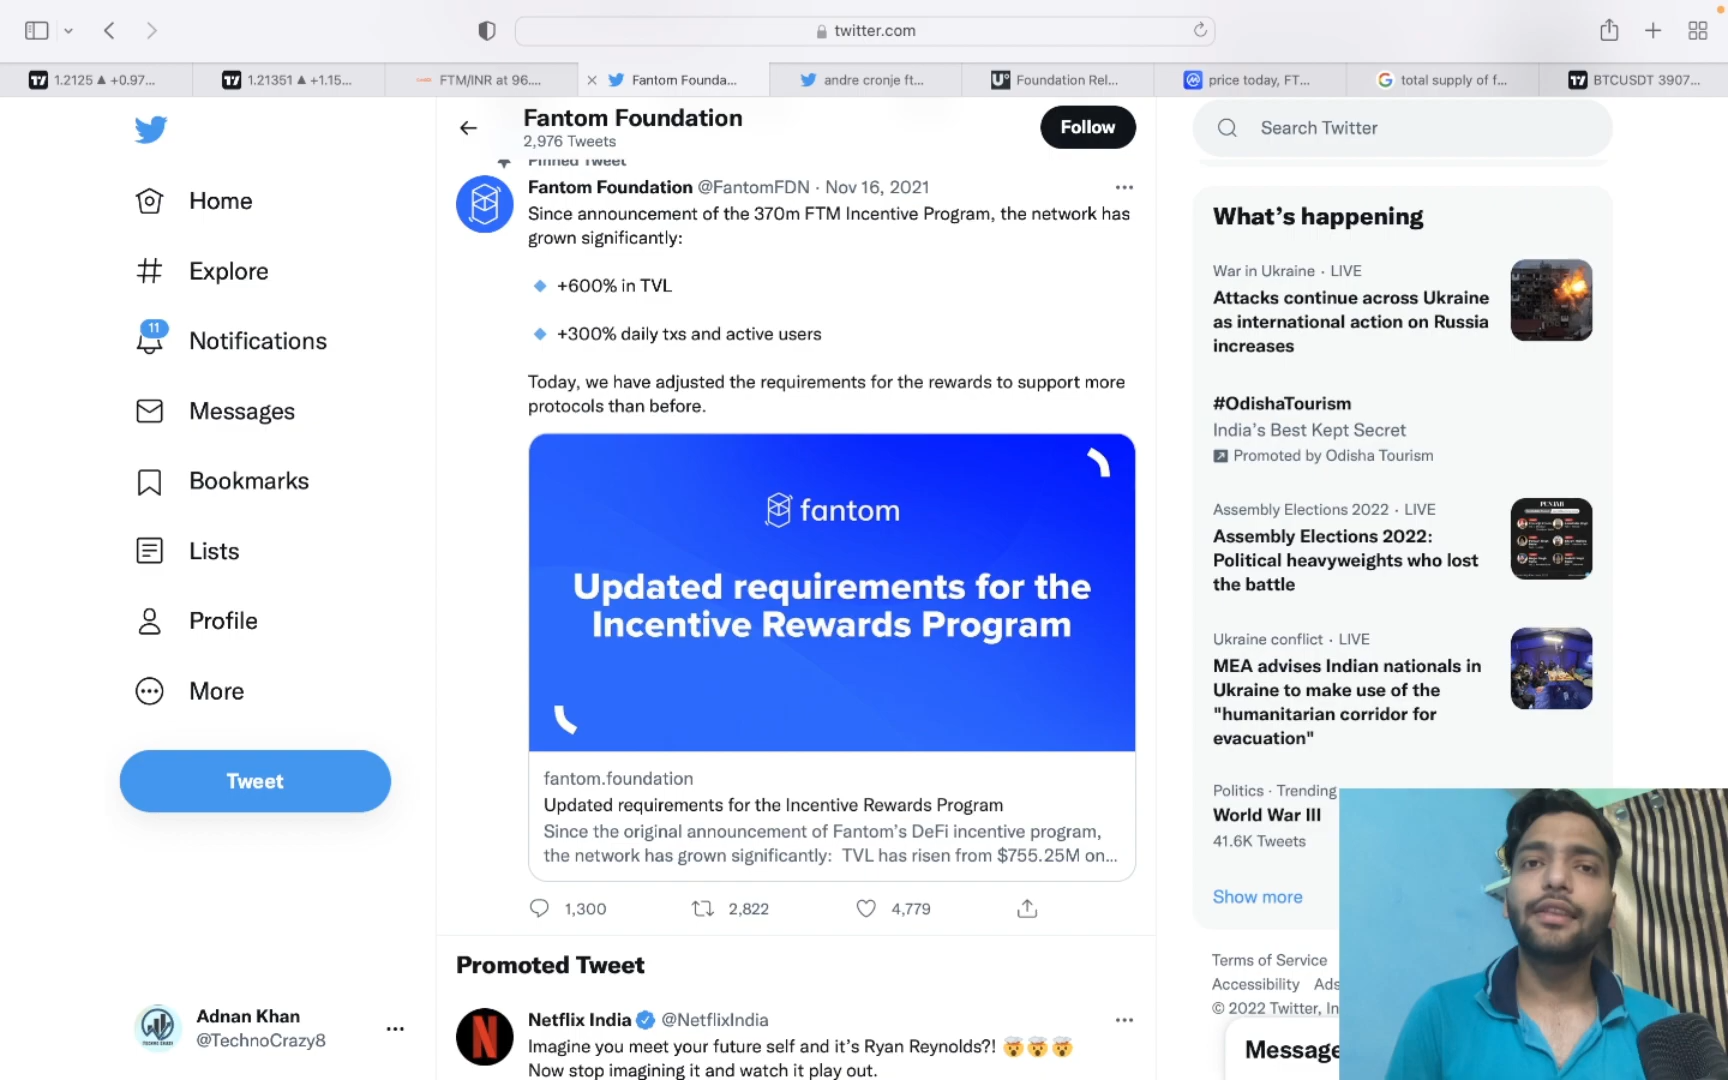 twitter.com
1.2125 ▲ +0.97...
1.21351 ▲ +1.15...
FTM/INR at 96....
Fantom Founda...
andre cronje ft...
Foundation Rel...
price today, FT...
total supply of f...
BTCUSDT 3907...
Home
Explore
11
Notifications
Messages
Bookmarks
Lists
Profile
More
Tweet
Adnan Khan
@TechnoCrazy8
Fantom Foundation
2,976 Tweets
Follow
Pinned Tweet
Fantom Foundation @FantomFDN · Nov 16, 2021
Since announcement of the 370m FTM Incentive Program, the network has
grown significantly:
🔹 +600% in TVL
🔹 +300% daily txs and active users
Today, we have adjusted the requirements for the rewards to support more
protocols than before.
fantom
Updated requirements for the
Incentive Rewards Program
fantom.foundation
Updated requirements for the Incentive Rewards Program
Since the original announcement of Fantom's DeFi incentive program,
the network has grown significantly: TVL has risen from $755.25M on...
1,300
2,822
4,779
Promoted Tweet
Netflix India @NetflixIndia
Imagine you meet your future self and it's Ryan Reynolds?! 🤯🤯🤯
Now stop imagining it and watch it play out.
Search Twitter
What's happening
War in Ukraine · LIVE
Attacks continue across Ukraine
as international action on Russia
increases
#OdishaTourism
India's Best Kept Secret
Promoted by Odisha Tourism
Assembly Elections 2022 · LIVE
Assembly Elections 2022:
Political heavyweights who lost
the battle
PUNJAB
Ukraine conflict · LIVE
MEA advises Indian nationals in
Ukraine to make use of the
"humanitarian corridor for
evacuation"
Politics · Trending
World War III
41.6K Tweets
Show more
Terms of Service
Accessibility Ads
© 2022 Twitter, In
Message